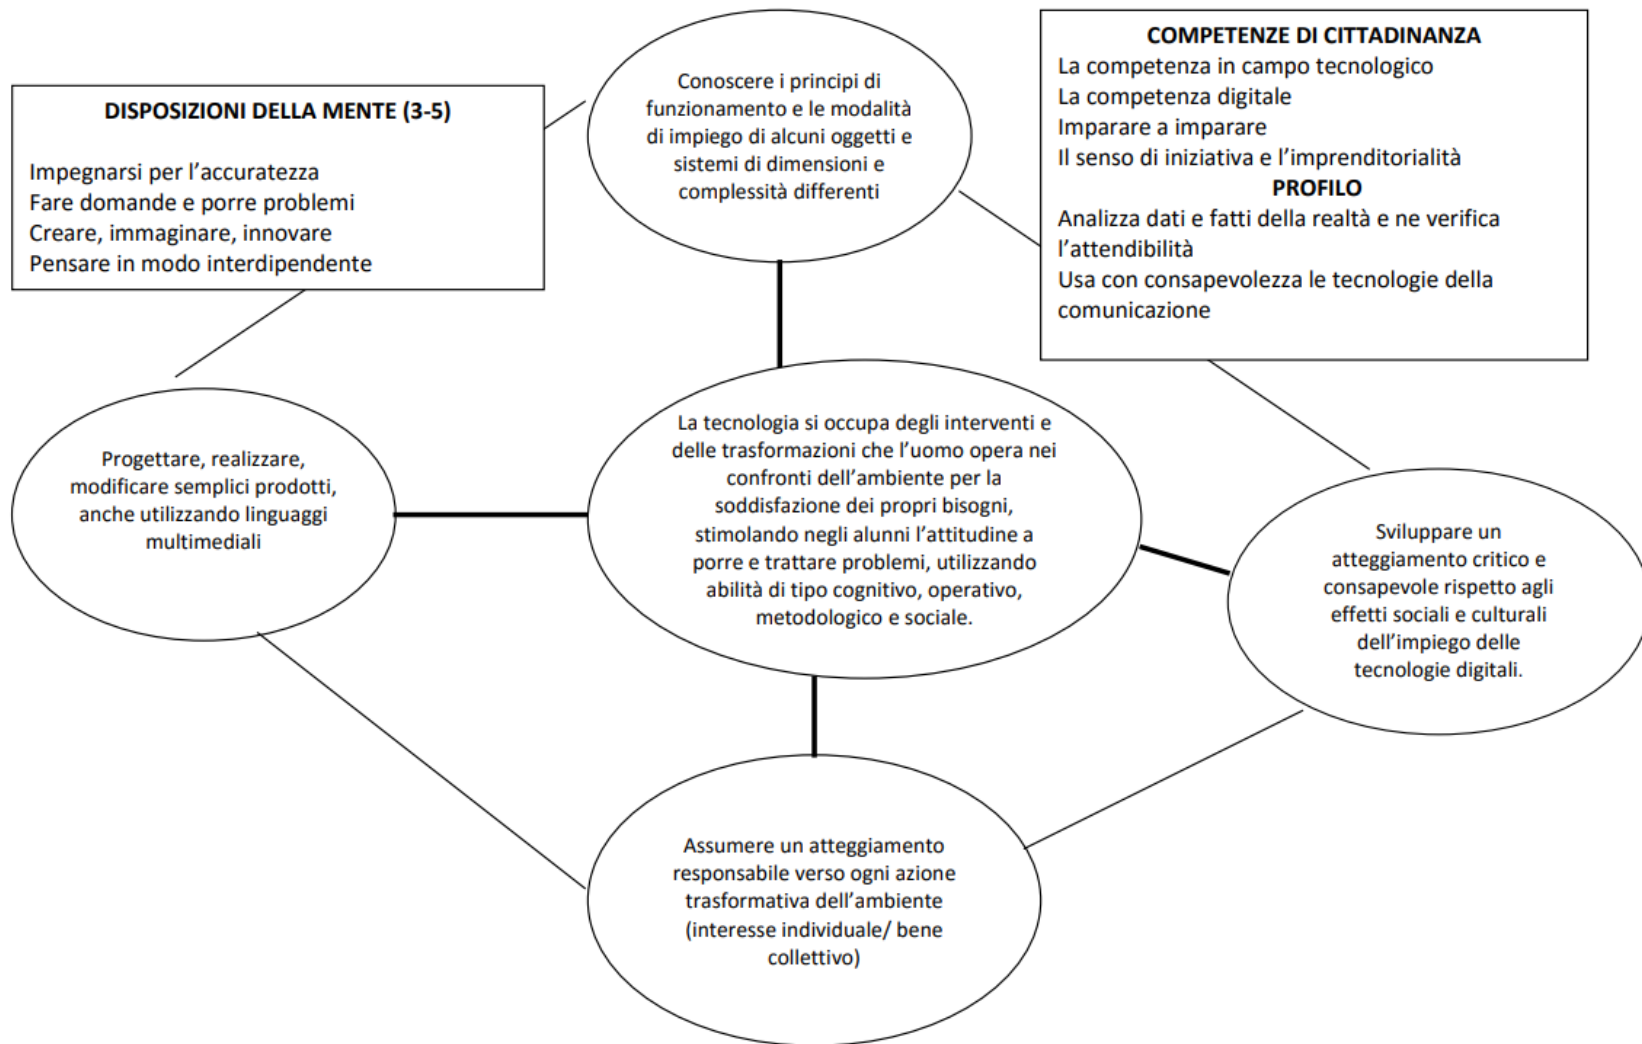 DISPOSIZIONI DELLA MENTE (3-5)
Impegnarsi per l’accuratezza
Fare domande e porre problemi
Creare, immaginare, innovare
Pensare in modo interdipendente
Conoscere i principi di
funzionamento e le modalità
di impiego di alcuni oggetti e
sistemi di dimensioni e
complessità differenti
COMPETENZE DI CITTADINANZA
La competenza in campo tecnologico
La competenza digitale
Imparare a imparare
Il senso di iniziativa e l’imprenditorialità
PROFILO
Analizza dati e fatti della realtà e ne verifica
l’attendibilità
Usa con consapevolezza le tecnologie della
comunicazione
Progettare, realizzare,
modificare semplici prodotti,
anche utilizzando linguaggi
multimediali
La tecnologia si occupa degli interventi e
delle trasformazioni che l’uomo opera nei
confronti dell’ambiente per la
soddisfazione dei propri bisogni,
stimolando negli alunni l’attitudine a
porre e trattare problemi, utilizzando
abilità di tipo cognitivo, operativo,
metodologico e sociale.
Sviluppare un
atteggiamento critico e
consapevole rispetto agli
effetti sociali e culturali
dell’impiego delle
tecnologie digitali.
Assumere un atteggiamento
responsabile verso ogni azione
trasformativa dell’ambiente
(interesse individuale/ bene
collettivo)